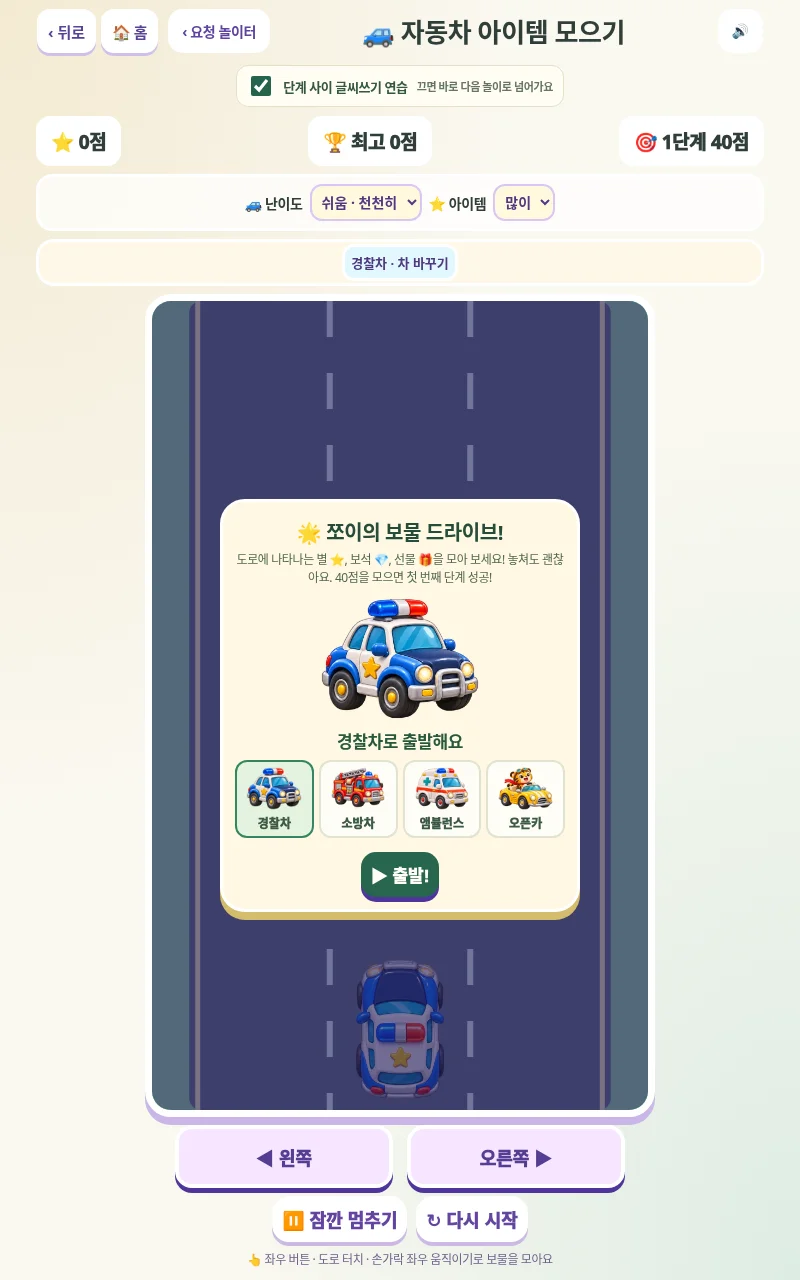 ‹ 뒤로 🏠 홈 ‹ 요청 놀이터 🚙 자동차 아이템 모으기 🔊
단계 사이 글씨쓰기 연습 끄면 바로 다음 놀이로 넘어가요
⭐ 0점 🏆 최고 0점 🎯 1단계 40점
🚙 난이도 쉬움 · 천천히 ⭐ 아이템 많이
경찰차 · 차 바꾸기
🌟 쪼이의 보물 드라이브!
도로에 나타나는 별 ⭐, 보석 💎, 선물 🎁을 모아 보세요! 놓쳐도 괜찮
아요. 40점을 모으면 첫 번째 단계 성공!
경찰차로 출발해요
경찰차 소방차 앰뷸런스 오픈카
▶ 출발!
◀ 왼쪽 오른쪽 ▶
⏸ 잠깐 멈추기 ↻ 다시 시작
👆 좌우 버튼 · 도로 터치 · 손가락 좌우 움직이기로 보물을 모아요